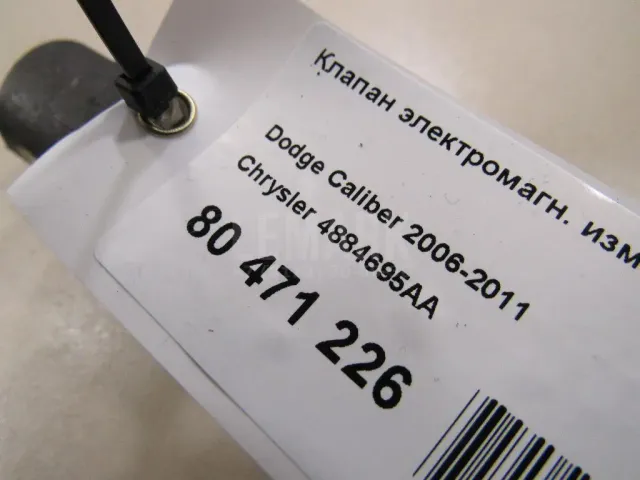 Клапан электромагн. изм
Dodge Caliber 2006-2011
Chrysler 4884695AA
80 471 226